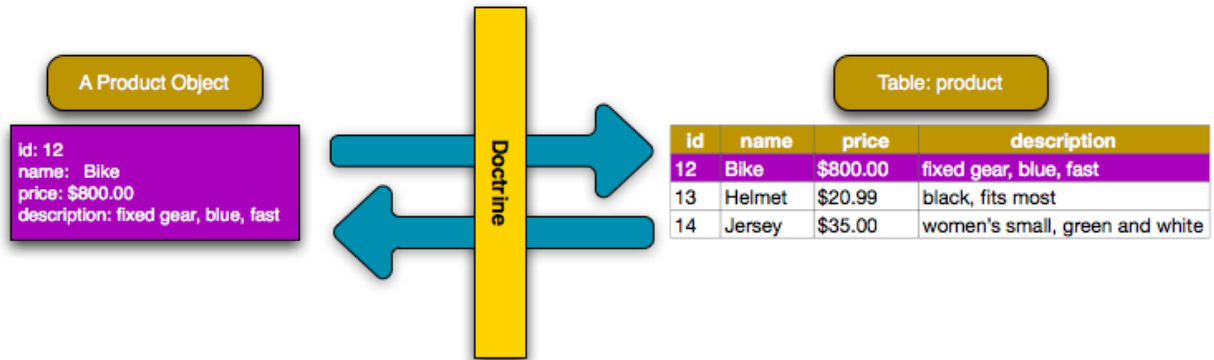 A Product Object
id: 12
name: Bike
price: $800.00
description: fixed gear, blue, fast
Doctrine
Table: product
id name price description
12 Bike $800.00 fixed gear, blue, fast
13 Helmet $20.99 black, fits most
14 Jersey $35.00 women's small, green and white